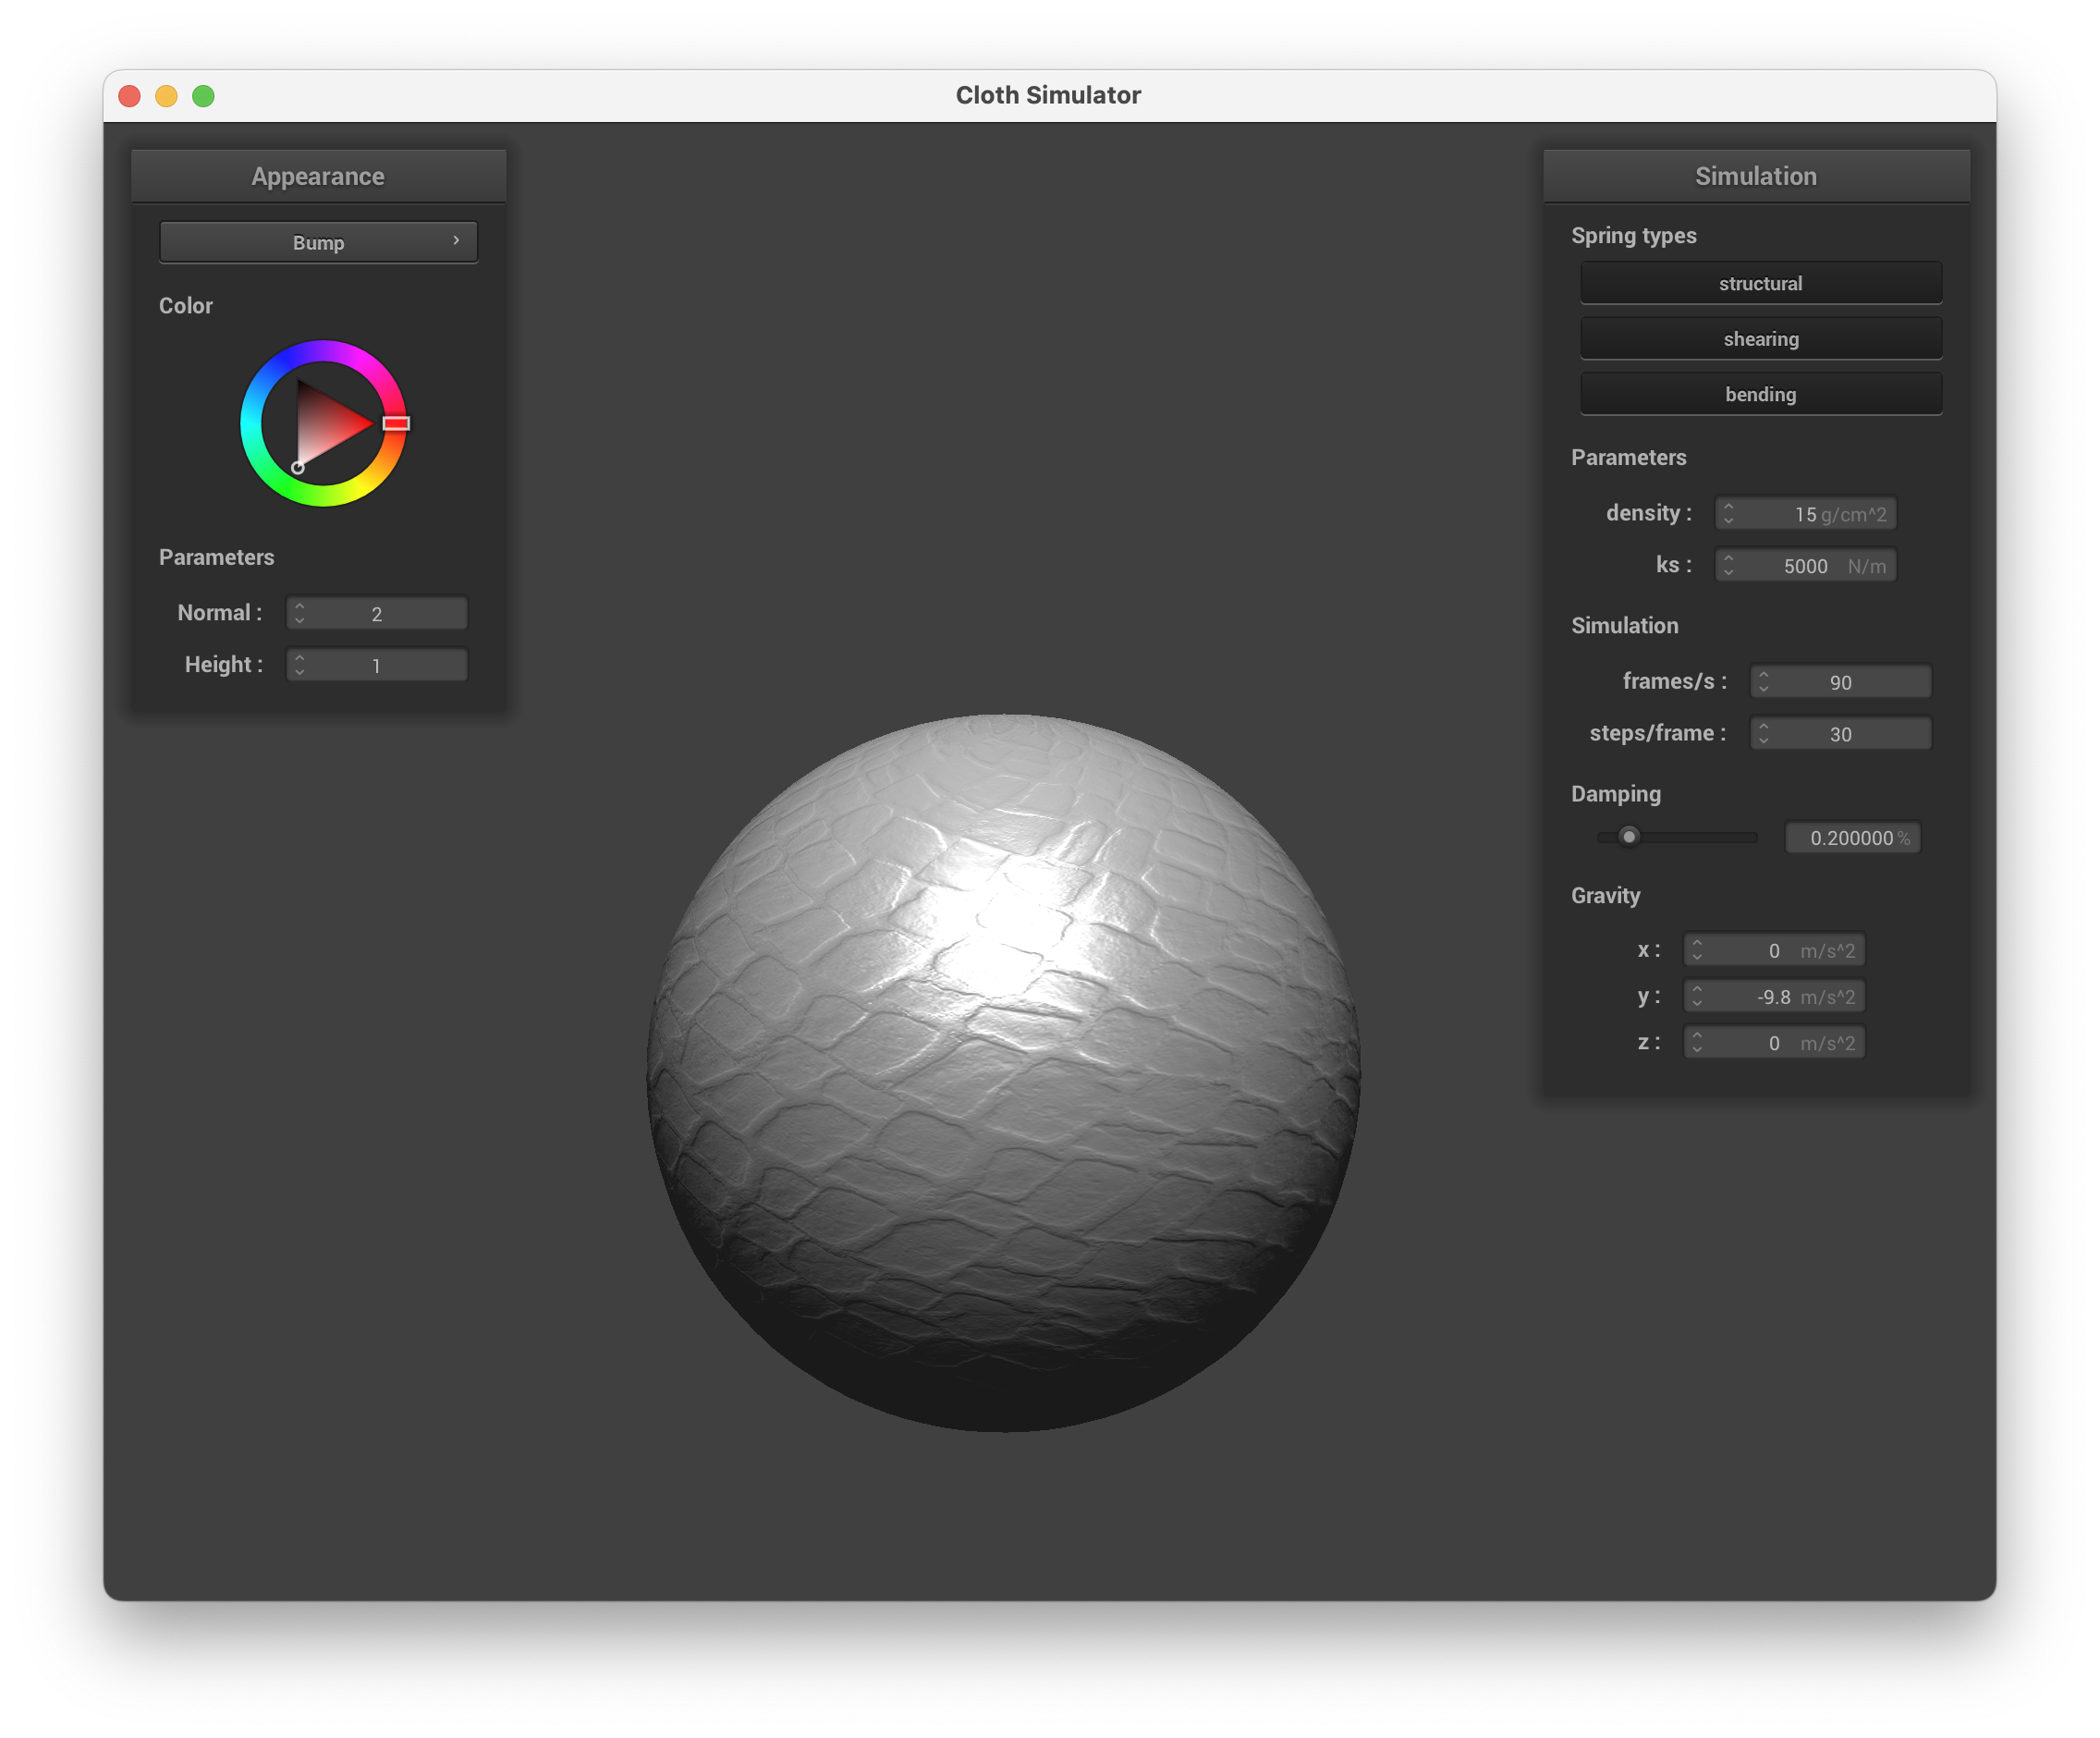 Cloth Simulator
Appearance
Bump
Color
Parameters
Normal : 2
Height : 1
Simulation
Spring types
structural
shearing
bending
Parameters
density : 15 g/cm^2
ks : 5000 N/m
Simulation
frames/s : 90
steps/frame : 30
Damping
0.200000 %
Gravity
x : 0 m/s^2
y : -9.8 m/s^2
z : 0 m/s^2